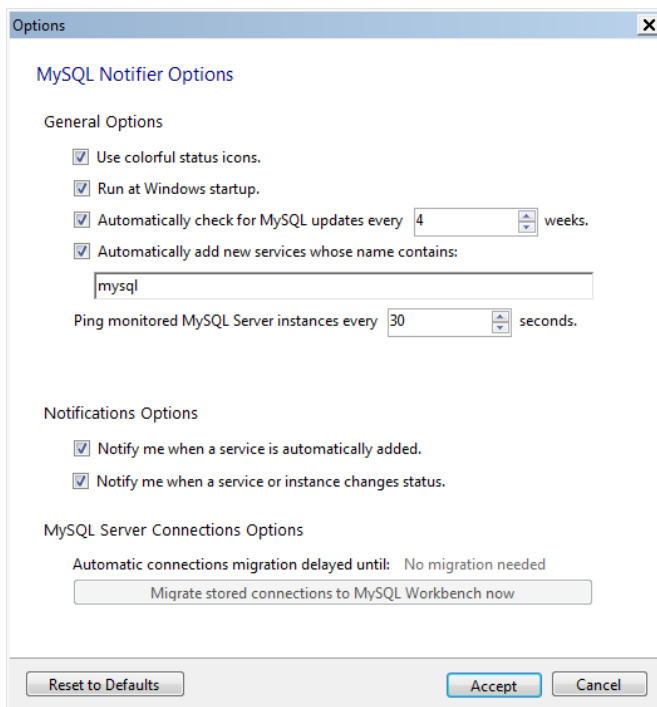 Options
MySQL Notifier Options
General Options
Use colorful status icons.
Run at Windows startup.
Automatically check for MySQL updates every 4 weeks.
Automatically add new services whose name contains:
mysql
Ping monitored MySQL Server instances every 30 seconds.
Notifications Options
Notify me when a service is automatically added.
Notify me when a service or instance changes status.
MySQL Server Connections Options
Automatic connections migration delayed until: No migration needed
Migrate stored connections to MySQL Workbench now
Reset to Defaults Accept Cancel